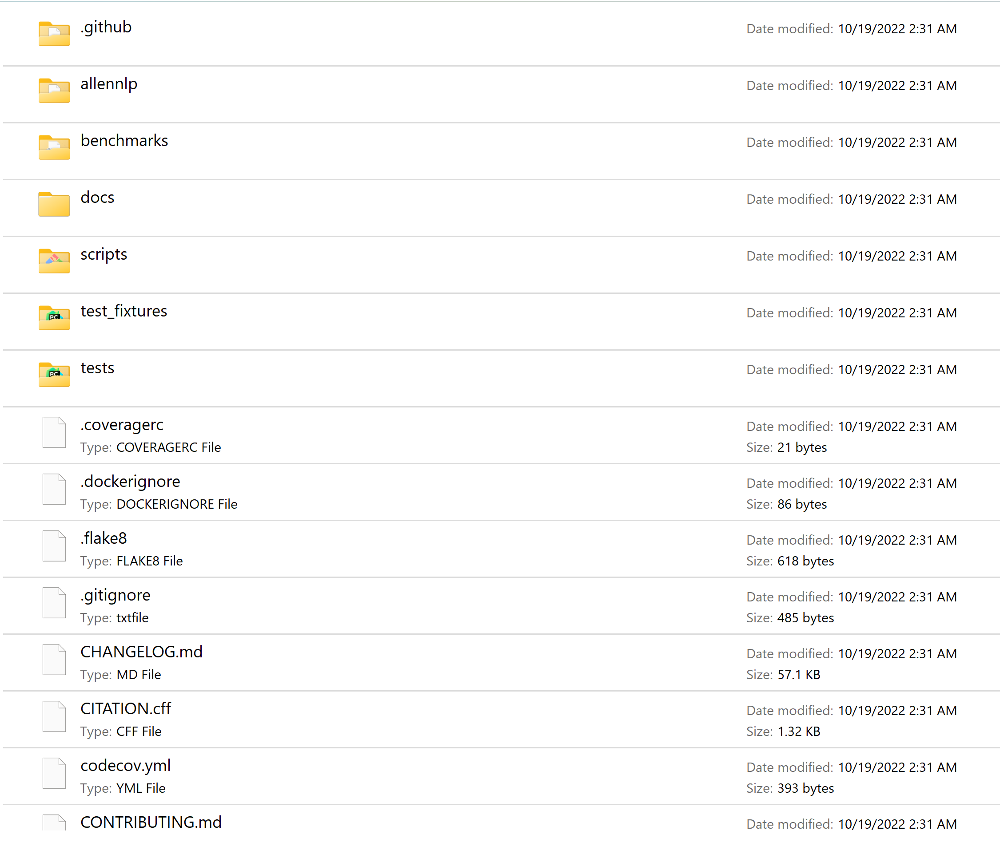 .github
Date modified: 10/19/2022 2:31 AM
allennlp
Date modified: 10/19/2022 2:31 AM
benchmarks
Date modified: 10/19/2022 2:31 AM
docs
Date modified: 10/19/2022 2:31 AM
scripts
Date modified: 10/19/2022 2:31 AM
PC
test_fixtures
Date modified: 10/19/2022 2:31 AM
PC
tests
Date modified: 10/19/2022 2:31 AM
.coveragerc
Date modified: 10/19/2022 2:31 AM
Type: COVERAGERC File
Size: 21 bytes
.dockerignore
Date modified: 10/19/2022 2:31 AM
Type: DOCKERIGNORE File
Size: 86 bytes
.flake8
Date modified: 10/19/2022 2:31 AM
Type: FLAKE8 File
Size: 618 bytes
.gitignore
Date modified: 10/19/2022 2:31 AM
Type: txtfile
Size: 485 bytes
CHANGELOG.md
Date modified: 10/19/2022 2:31 AM
Type: MD File
Size: 57.1 KB
CITATION.cff
Date modified: 10/19/2022 2:31 AM
Type: CFF File
Size: 1.32 KB
codecov.yml
Date modified: 10/19/2022 2:31 AM
Type: YML File
Size: 393 bytes
CONTRIBUTING.md
Date modified: 10/19/2022 2:31 AM